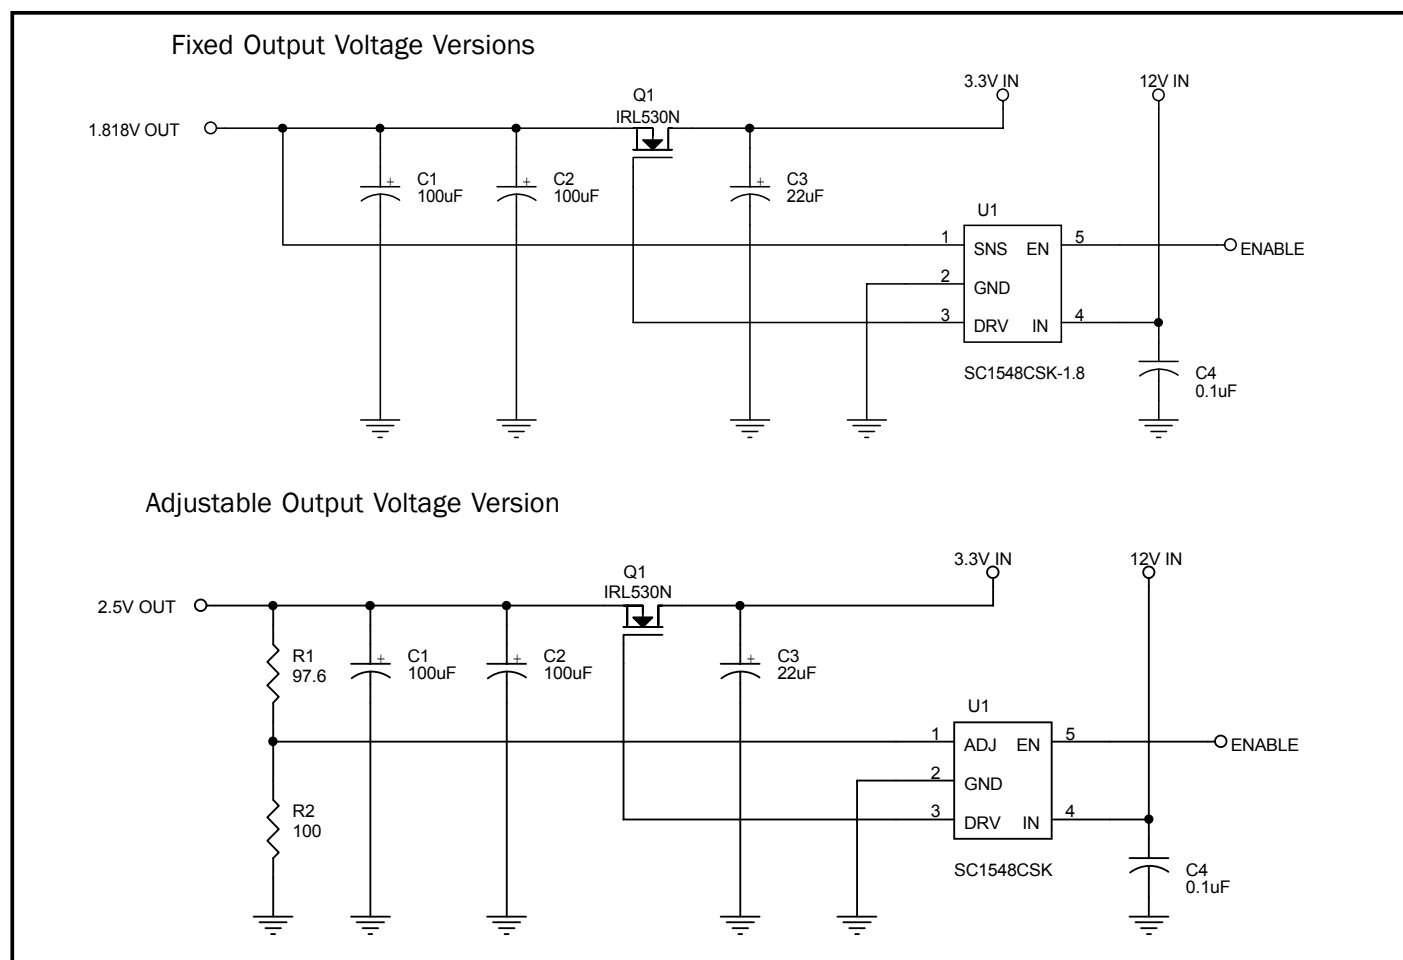 Fixed Output Voltage Versions
3.3V IN
12V IN
Q1
IRL530N
1.818V OUT
C1
100uF
C2
100uF
C3
22uF
U1
1
SNS
EN
5
ENABLE
2
GND
3
DRV
IN
4
SC1548CSK-1.8
C4
0.1uF
Adjustable Output Voltage Version
3.3V IN
12V IN
Q1
IRL530N
2.5V OUT
R1
97.6
C1
100uF
C2
100uF
C3
22uF
U1
1
ADJ
EN
5
ENABLE
2
GND
3
DRV
IN
4
R2
100
SC1548CSK
C4
0.1uF